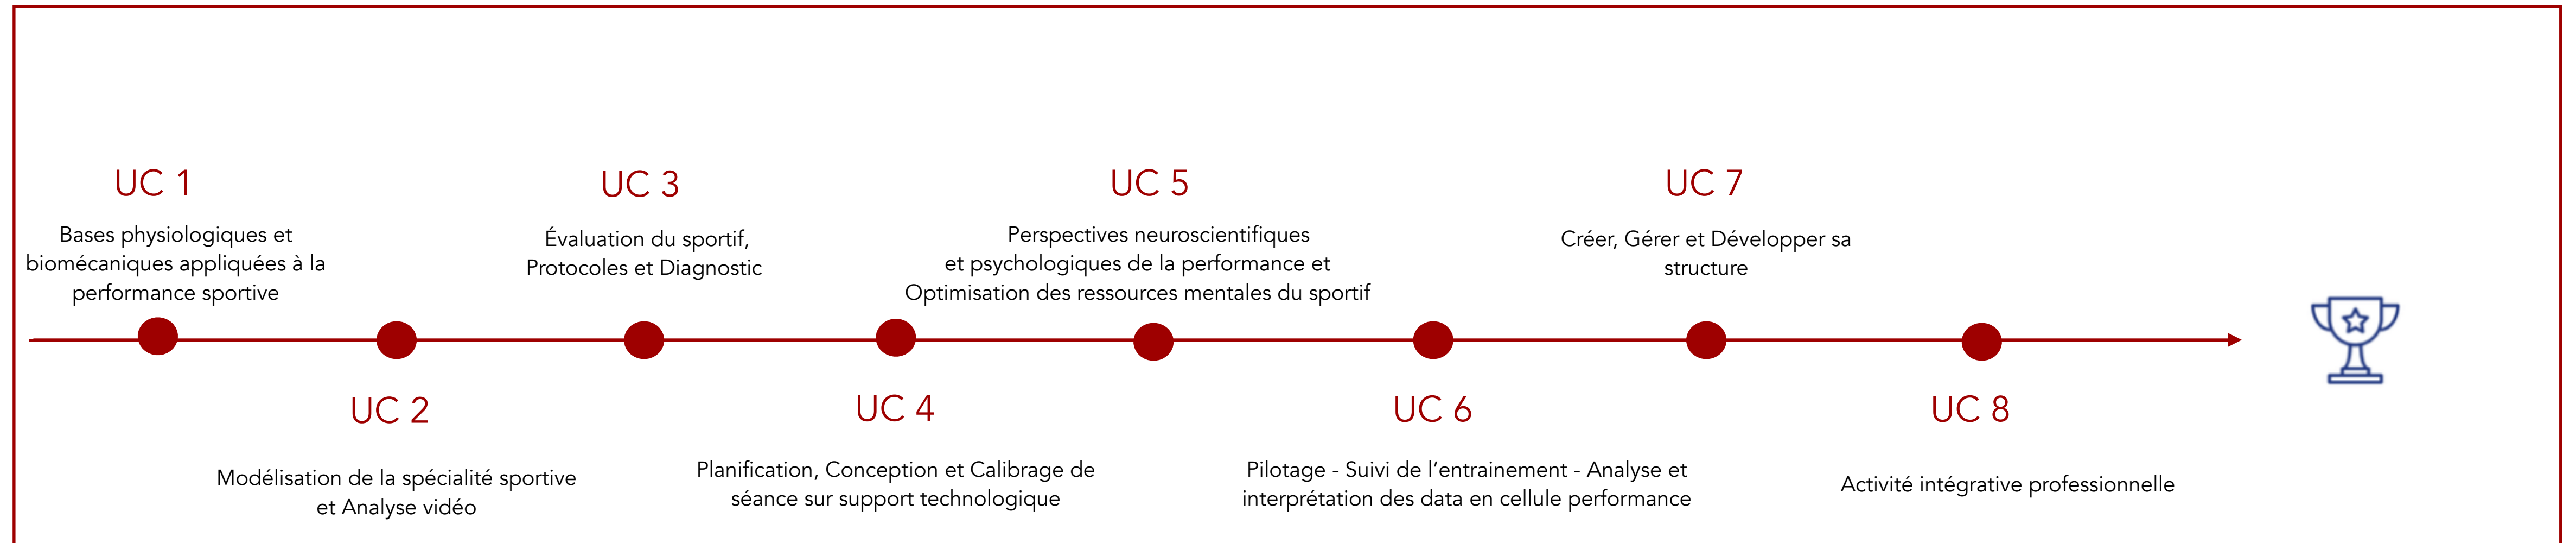 UC 1
Bases physiologiques et
biomécaniques appliquées à la
performance sportive
UC 2
Modélisation de la spécialité sportive
et Analyse vidéo
UC 3
Évaluation du sportif,
Protocoles et Diagnostic
UC 4
Planification, Conception et Calibrage de
séance sur support technologique
UC 5
Perspectives neuroscientifiques
et psychologiques de la performance et
Optimisation des ressources mentales du sportif
UC 6
Pilotage - Suivi de l’entrainement - Analyse et
interprétation des data en cellule performance
UC 7
Créer, Gérer et Développer sa
structure
UC 8
Activité intégrative professionnelle